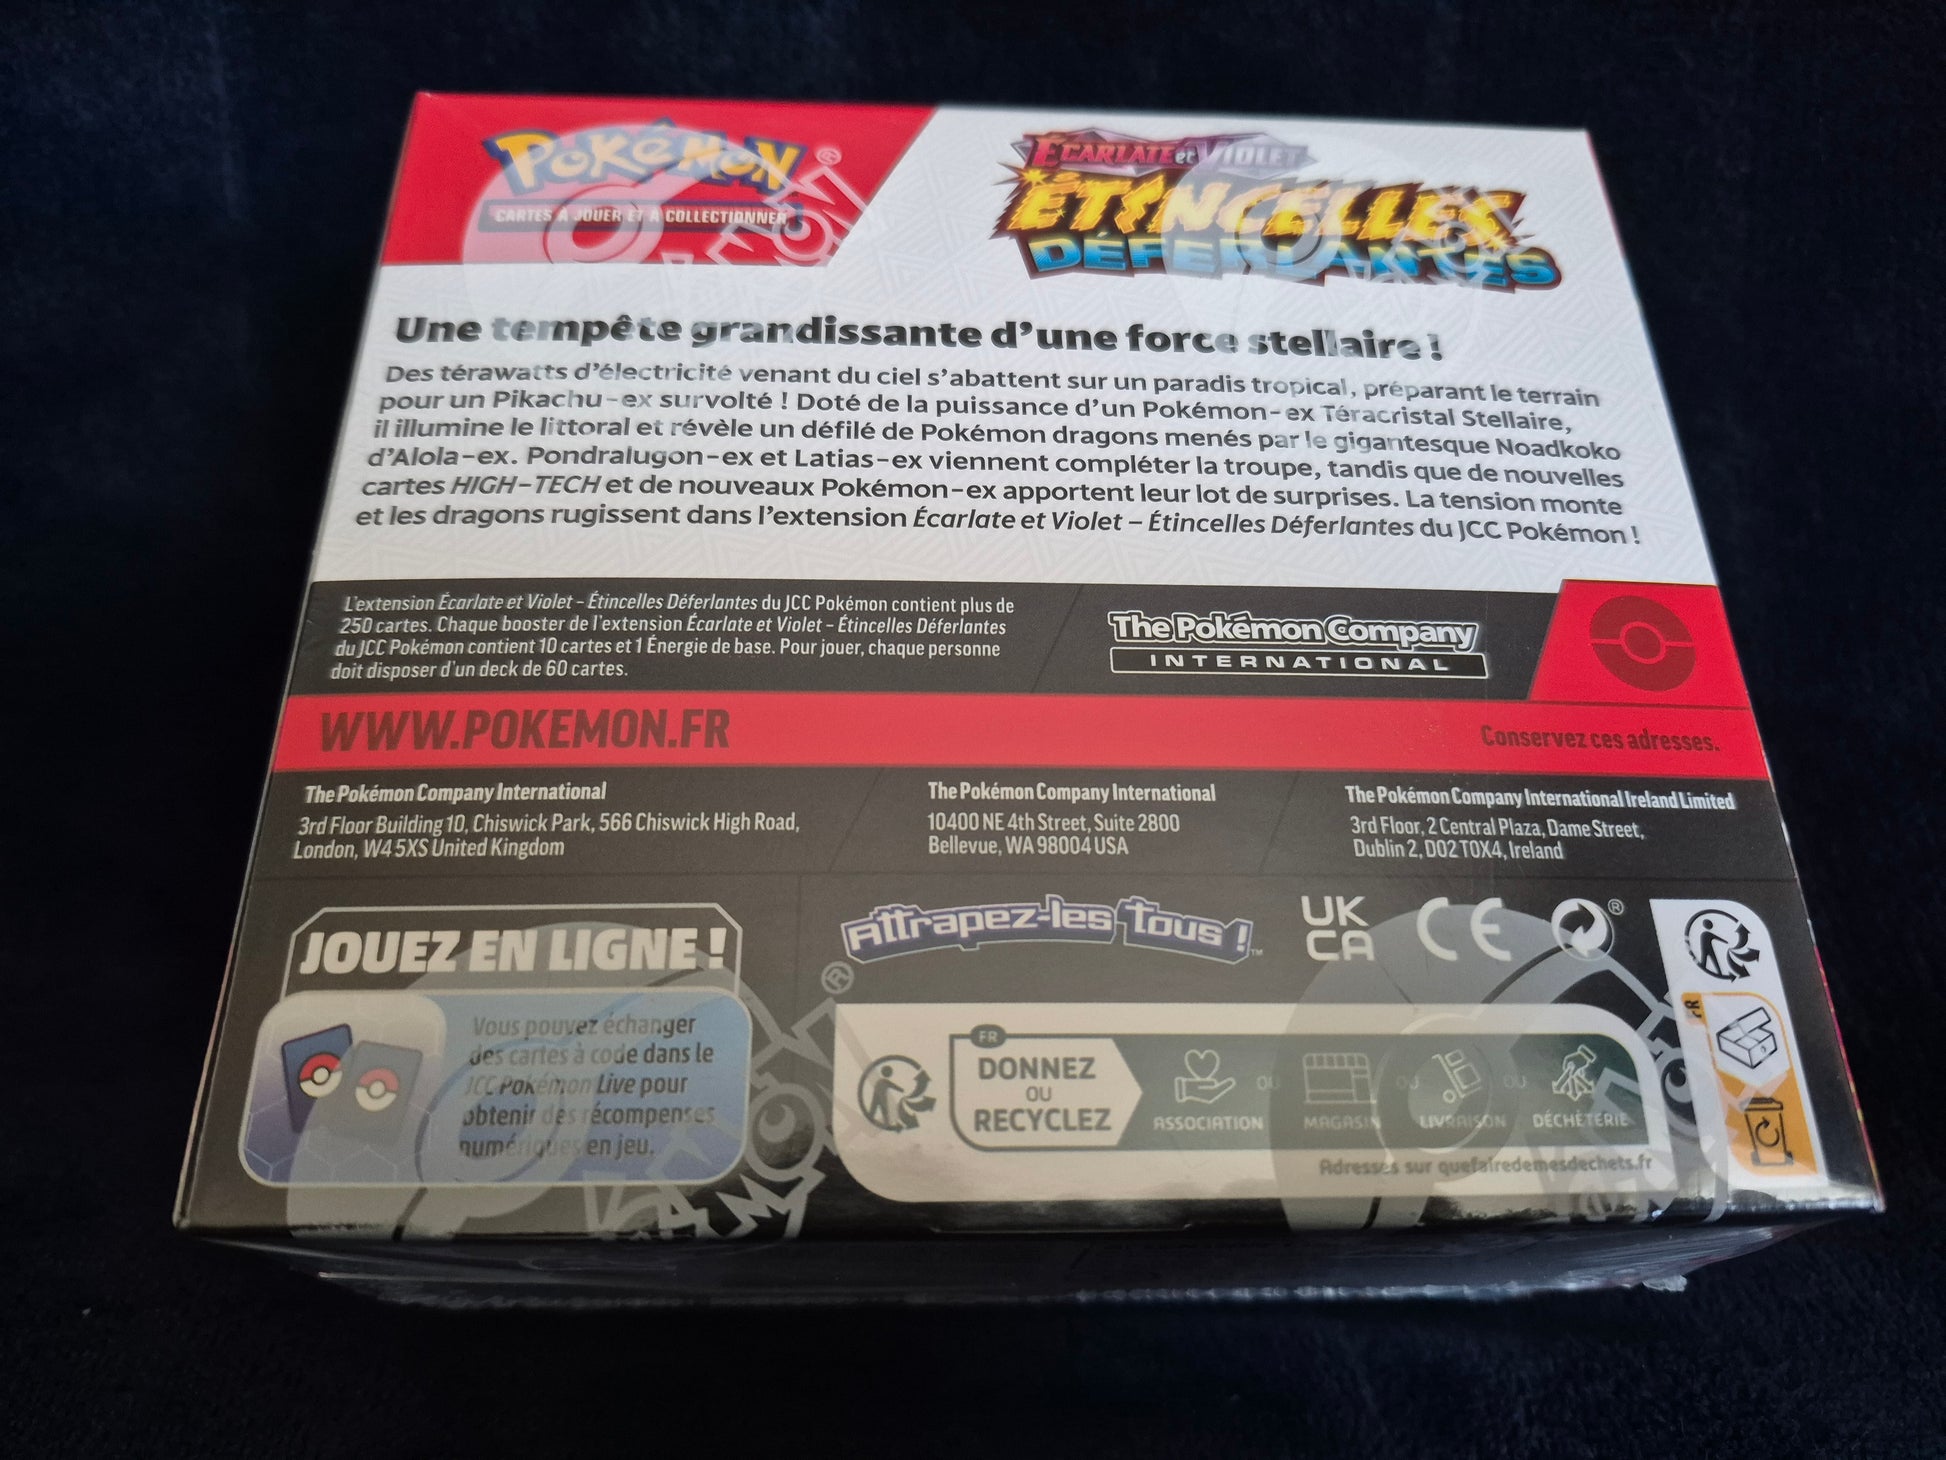 POKÉMON®
CARTES À JOUER ET À COLLECTIONNER
ÉCARLATE et VIOLET
ÉTINCELLES
DÉFERLANTES
Une tempête grandissante d'une force stellaire !
Des térawatts d'électricité venant du ciel s'abattent sur un paradis tropical, préparant le terrain
pour un Pikachu-ex survolté ! Doté de la puissance d'un Pokémon-ex Téracristal Stellaire,
il illumine le littoral et révèle un défilé de Pokémon dragons menés par le gigantesque Noadkoko
d'Alola-ex. Pondralugon-ex et Latias-ex viennent compléter la troupe, tandis que de nouvelles
cartes HIGH-TECH et de nouveaux Pokémon-ex apportent leur lot de surprises. La tension monte
et les dragons rugissent dans l'extension Écarlate et Violet – Étincelles Déferlantes du JCC Pokémon !
L'extension Écarlate et Violet – Étincelles Déferlantes du JCC Pokémon contient plus de
250 cartes. Chaque booster de l'extension Écarlate et Violet – Étincelles Déferlantes
du JCC Pokémon contient 10 cartes et 1 Énergie de base. Pour jouer, chaque personne
doit disposer d'un deck de 60 cartes.
The Pokémon Company
INTERNATIONAL
WWW.POKEMON.FR
Conservez ces adresses.
The Pokémon Company International
3rd Floor Building 10, Chiswick Park, 566 Chiswick High Road,
London, W4 5XS United Kingdom
The Pokémon Company International
10400 NE 4th Street, Suite 2800
Bellevue, WA 98004 USA
The Pokémon Company International Ireland Limited
3rd Floor, 2 Central Plaza, Dame Street,
Dublin 2, D02 T0X4, Ireland
JOUEZ EN LIGNE !
Vous pouvez échanger
des cartes à code dans le
JCC Pokémon Live pour
obtenir des récompenses
numériques en jeu.
Attrapez-les tous !™
UK
CA
CE
®
FR
DONNEZ
OU
RECYCLEZ
ASSOCIATION
OU
MAGASIN
OU
LIVRAISON
OU
DÉCHÈTERIE
Adresses sur quefairedemesdechets.fr
FR